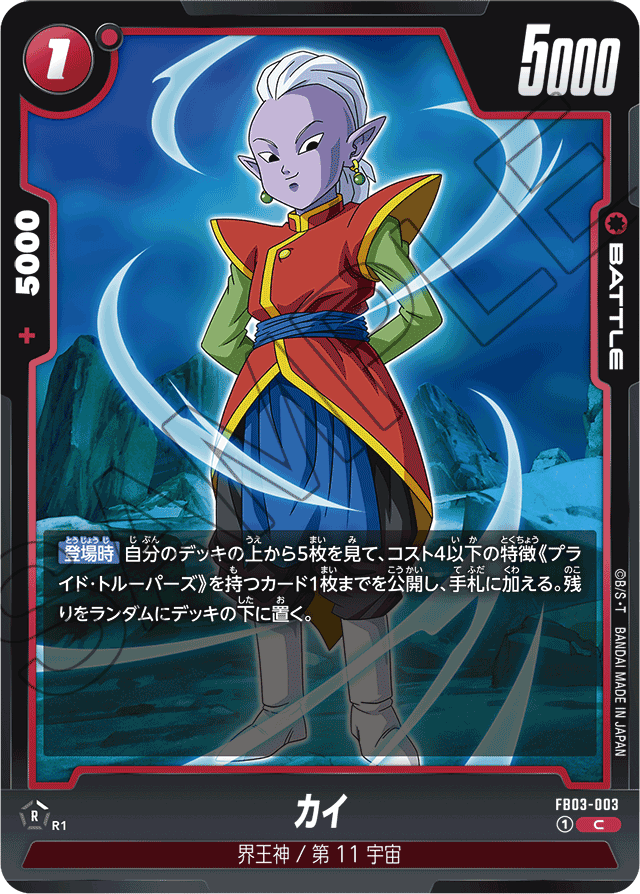 1
5000
+ 5000
BATTLE
SAMPLE
登場時 自分のデッキの上から5枚を見て、コスト4以下の特徴《プラ
イド・トルーパーズ》を持つカード1枚までを公開し、手札に加える。残
りをランダムにデッキの下に置く。
©B/S・T BANDAI MADE IN JAPAN
R
R1
カイ
FB03-003
1 C
界王神 / 第 11 宇宙